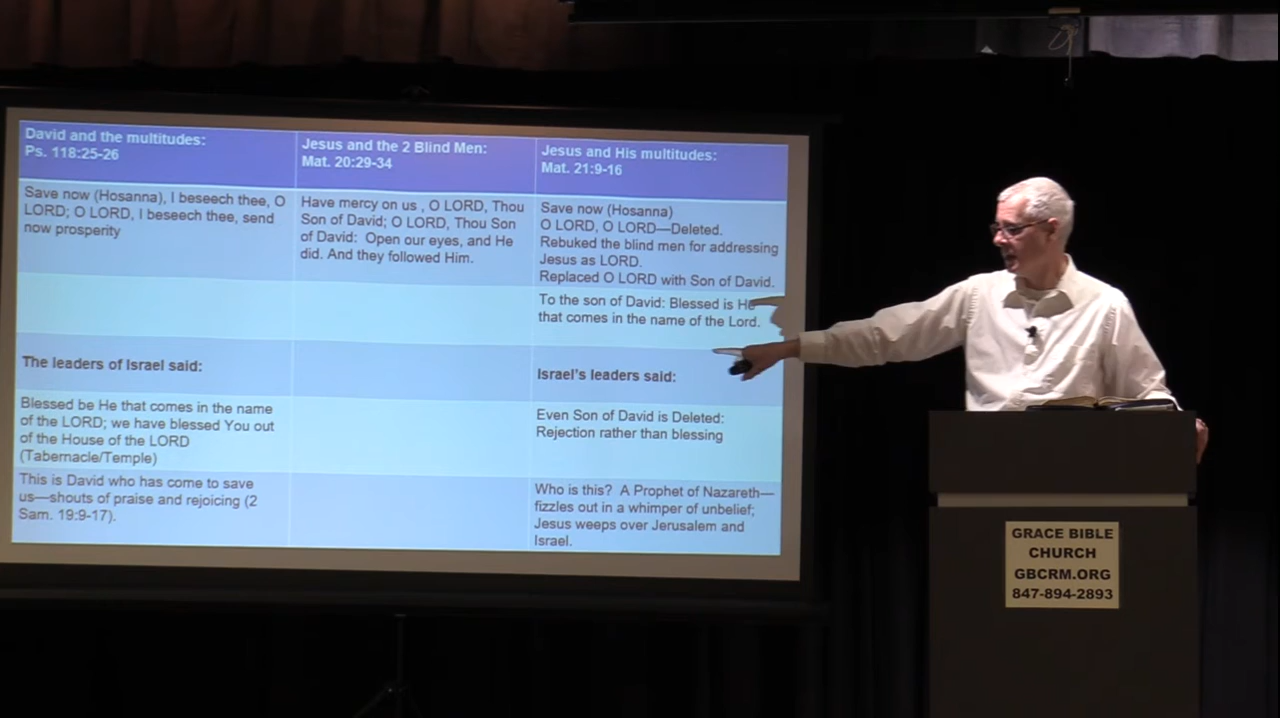 David and the multitudes:
Ps. 118:25-26
Jesus and the 2 Blind Men:
Mat. 20:29-34
Jesus and His multitudes:
Mat. 21:9-16
Save now (Hosanna), I beseech thee, O
LORD; O LORD, I beseech thee, send
now prosperity
Have mercy on us , O LORD, Thou
Son of David; O LORD, Thou Son
of David: Open our eyes, and He
did. And they followed Him.
Save now (Hosanna)
O LORD, O LORD—Deleted.
Rebuked the blind men for addressing
Jesus as LORD.
Replaced O LORD with Son of David.
To the son of David: Blessed is He
that comes in the name of the Lord.
The leaders of Israel said:
Israel's leaders said:
Blessed be He that comes in the name
of the LORD; we have blessed You out
of the House of the LORD
(Tabernacle/Temple)
Even Son of David is Deleted:
Rejection rather than blessing
This is David who has come to save
us—shouts of praise and rejoicing (2
Sam. 19:9-17).
Who is this? A Prophet of Nazareth—
fizzles out in a whimper of unbelief;
Jesus weeps over Jerusalem and
Israel.
GRACE BIBLE
CHURCH
GBCRM.ORG
847-894-2893